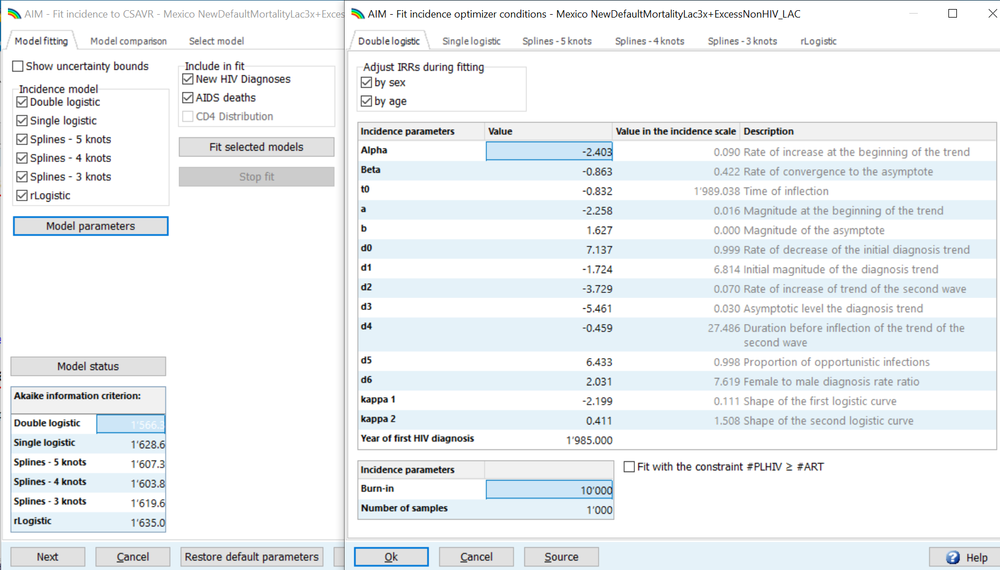 AIM - Fit incidence to CSAVR - Mexico NewDefaultMortalityLac3x+Exces
Model fitting
Model comparison
Select model
Show uncertainty bounds
Incidence model
Double logistic
Single logistic
Splines - 5 knots
Splines - 4 knots
Splines - 3 knots
rLogistic
Include in fit
New HIV Diagnoses
AIDS deaths
CD4 Distribution
Fit selected models
Stop fit
Model parameters
Model status
Akaike information criterion:
Double logistic 1'566.3
Single logistic 1'628.6
Splines - 5 knots 1'607.3
Splines - 4 knots 1'603.8
Splines - 3 knots 1'619.6
rLogistic 1'635.0
Next
Cancel
Restore default parameters
AIM - Fit incidence optimizer conditions - Mexico NewDefaultMortalityLac3x+ExcessNonHIV_LAC
Double logistic
Single logistic
Splines - 5 knots
Splines - 4 knots
Splines - 3 knots
rLogistic
Adjust IRRs during fitting
by sex
by age
Incidence parameters Value Value in the incidence scale Description
Alpha -2.403 0.090 Rate of increase at the beginning of the trend
Beta -0.863 0.422 Rate of convergence to the asymptote
t0 -0.832 1'989.038 Time of inflection
a -2.258 0.016 Magnitude at the beginning of the trend
b 1.627 0.000 Magnitude of the asymptote
d0 7.137 0.999 Rate of decrease of the initial diagnosis trend
d1 -1.724 6.814 Initial magnitude of the diagnosis trend
d2 -3.729 0.070 Rate of increase of trend of the second wave
d3 -5.461 0.030 Asymptotic level the diagnosis trend
d4 -0.459 27.486 Duration before inflection of the trend of the
second wave
d5 6.433 0.998 Proportion of opportunistic infections
d6 2.031 7.619 Female to male diagnosis rate ratio
kappa 1 -2.199 0.111 Shape of the first logistic curve
kappa 2 0.411 1.508 Shape of the second logistic curve
Year of first HIV diagnosis 1'985.000
Incidence parameters
Burn-in 10'000
Number of samples 1'000
Fit with the constraint #PLHIV ≥ #ART
Ok
Cancel
Source
Help